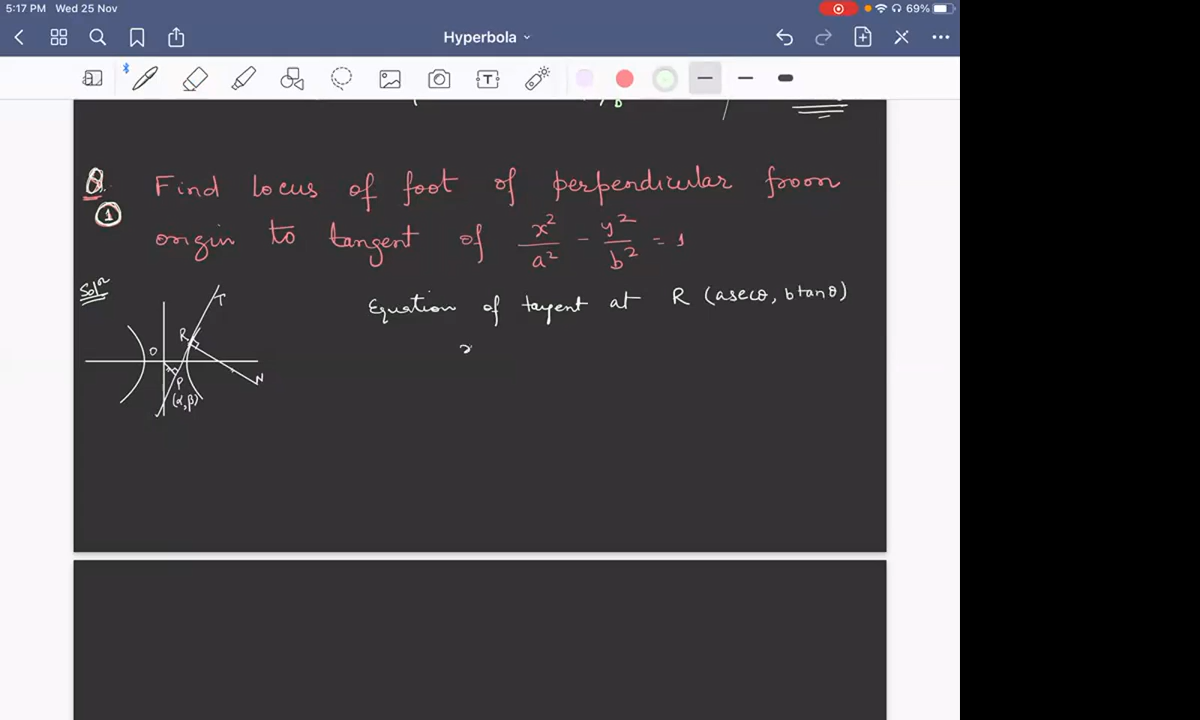 5:17 PM Wed 25 Nov
69%
Hyperbola
T
Q. Find locus of foot of perpendicular from
① origin to tangent of x²/a² - y²/b² = 1
Solⁿ
Equation of tangent at R (asecθ, btanθ)
x
T
R
O
P
N
(α,β)